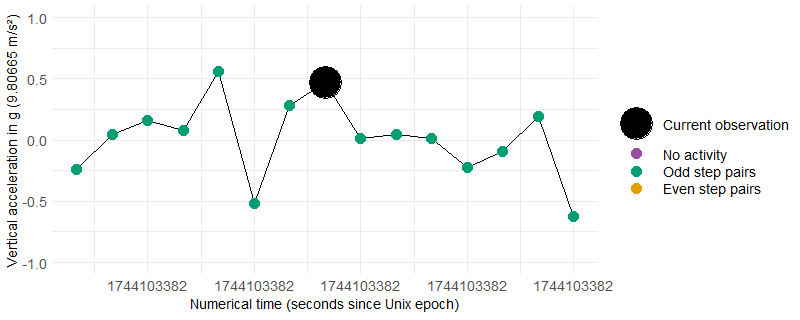 Vertical acceleration in g (9.80665 m/s²)
1.0
0.5
0.0
-0.5
-1.0
1744103382 1744103382 1744103382 1744103382 1744103382
Numerical time (seconds since Unix epoch)
Current observation
No activity
Odd step pairs
Even step pairs